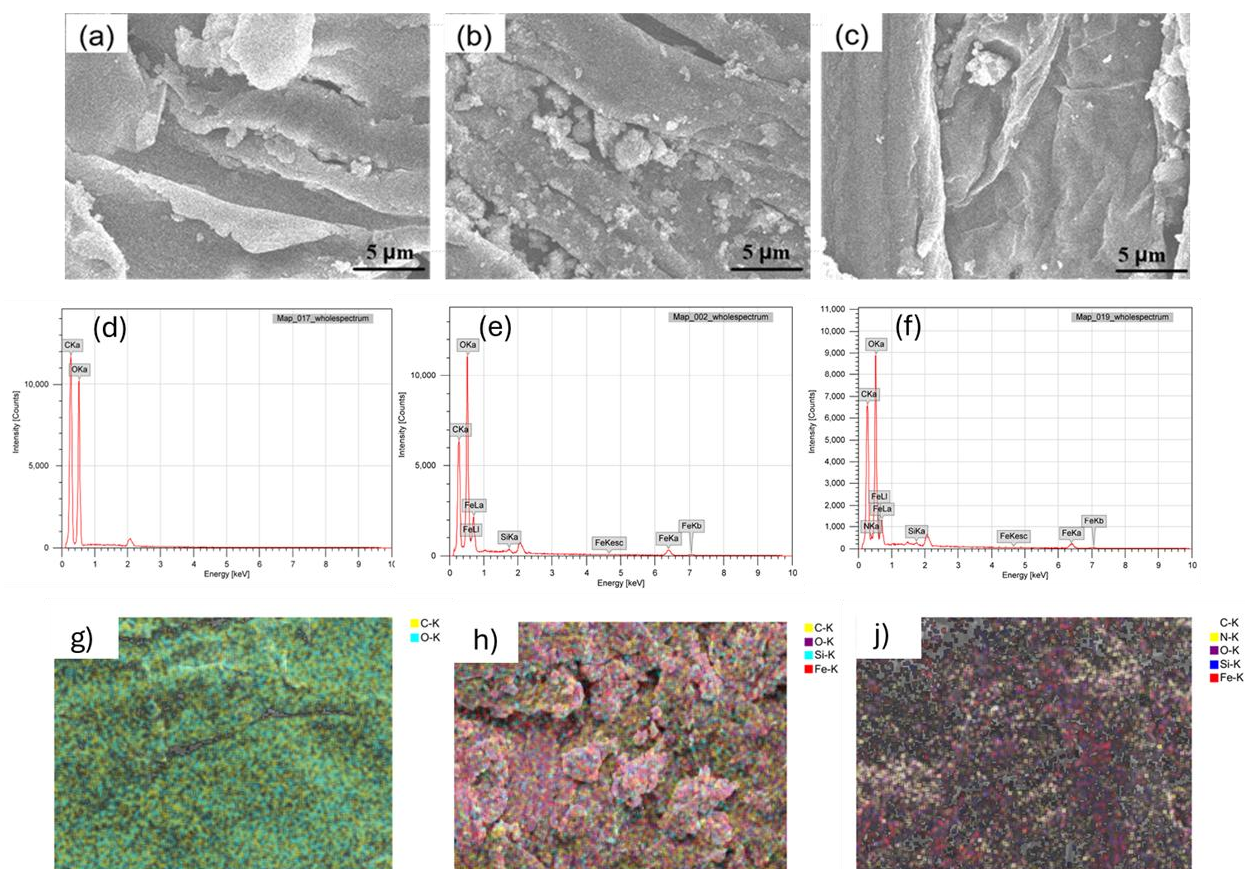 (a)
5 µm
(b)
5 µm
(c)
5 µm
(d)
Map_017_wholespectrum
CKa
OKa
Intensity [Counts]
10,000
5,000
0
0 1 2 3 4 5 6 7 8 9 10
Energy [keV]
(e)
Map_002_wholespectrum
OKa
CKa
FeLa
FeLl
SiKa
FeKesc
FeKa
FeKb
Intensity [Counts]
10,000
5,000
0
0 1 2 3 4 5 6 7 8 9 10
Energy [keV]
(f)
Map_019_wholespectrum
OKa
CKa
FeLl
FeLa
NKa
SiKa
FeKesc
FeKa
FeKb
Intensity [Counts]
11,000
10,000
9,000
8,000
7,000
6,000
5,000
4,000
3,000
2,000
1,000
0
0 1 2 3 4 5 6 7 8 9 10
Energy [keV]
g)
C-K
O-K
h)
C-K
O-K
Si-K
Fe-K
j)
C-K
N-K
O-K
Si-K
Fe-K